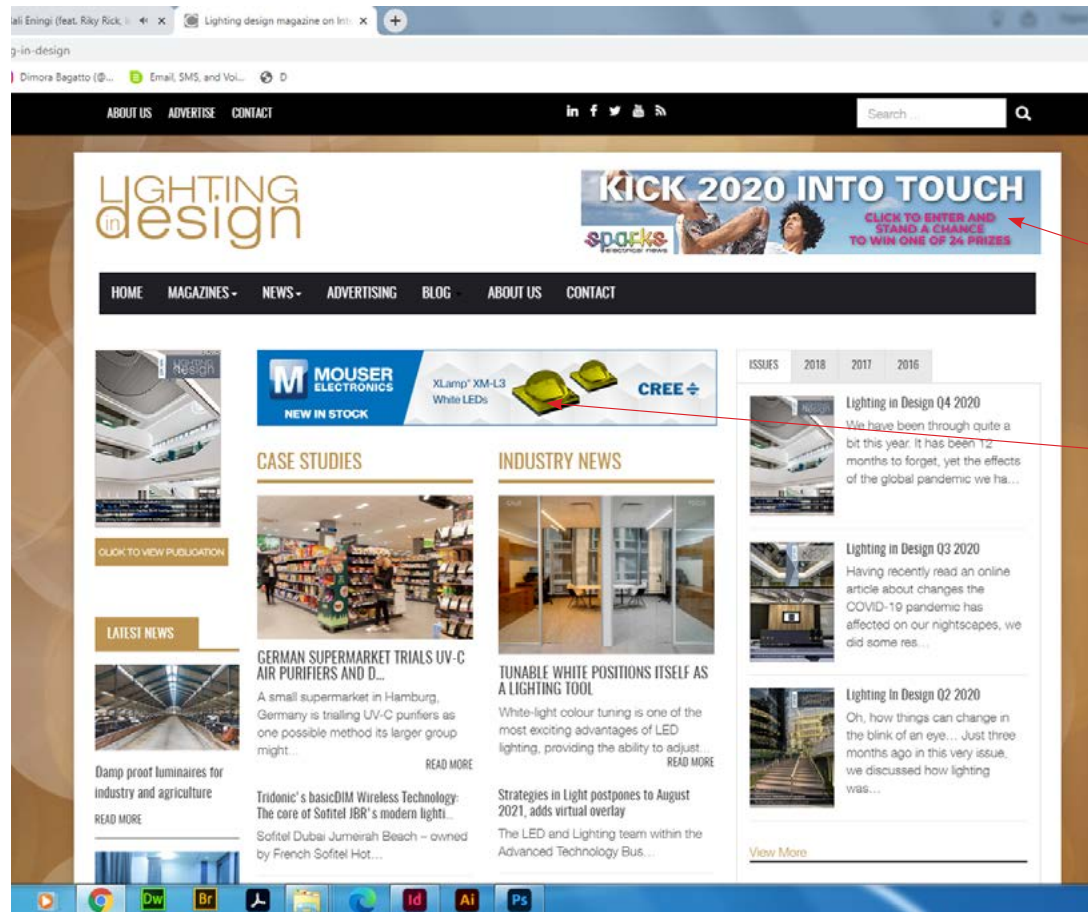 ali Eningi (feat. Riky Rick,
Lighting design magazine on Int
g-in-design
Dimora Bagatto (@...
Email, SMS, and Voi...
D
ABOUT US ADVERTISE CONTACT
Search ...
LIGHTING
in design
KICK 2020 INTO TOUCH
CLICK TO ENTER AND
STAND A CHANCE
TO WIN ONE OF 24 PRIZES
sparks
electrical news
HOME MAGAZINES NEWS ADVERTISING BLOG ABOUT US CONTACT
CLICK TO VIEW PUBLICATION
LATEST NEWS
Damp proof luminaires for
industry and agriculture
READ MORE
M MOUSER
ELECTRONICS
NEW IN STOCK
XLamp® XM-L3
White LEDs
CREE
CASE STUDIES
GERMAN SUPERMARKET TRIALS UV-C
AIR PURIFIERS AND D...
A small supermarket in Hamburg,
Germany is trialling UV-C purifiers as
one possible method its larger group
might...
READ MORE
Tridonic's basicDIM Wireless Technology:
The core of Sofitel JBR's modern lighti...
Sofitel Dubai Jumeirah Beach – owned
by French Sofitel Hot...
INDUSTRY NEWS
TUNABLE WHITE POSITIONS ITSELF AS
A LIGHTING TOOL
White-light colour tuning is one of the
most exciting advantages of LED
lighting, providing the ability to adjust...
READ MORE
Strategies in Light postpones to August
2021, adds virtual overlay
The LED and Lighting team within the
Advanced Technology Bus...
ISSUES 2018 2017 2016
Lighting in Design Q4 2020
We have been through quite a
bit this year. It has been 12
months to forget, yet the effects
of the global pandemic we ha...
Lighting in Design Q3 2020
Having recently read an online
article about changes the
COVID-19 pandemic has
affected on our nightscapes, we
did some res...
Lighting In Design Q2 2020
Oh, how things can change in
the blink of an eye... Just three
months ago in this very issue,
we discussed how lighting
was...
View More
Dw Br Id Ai Ps